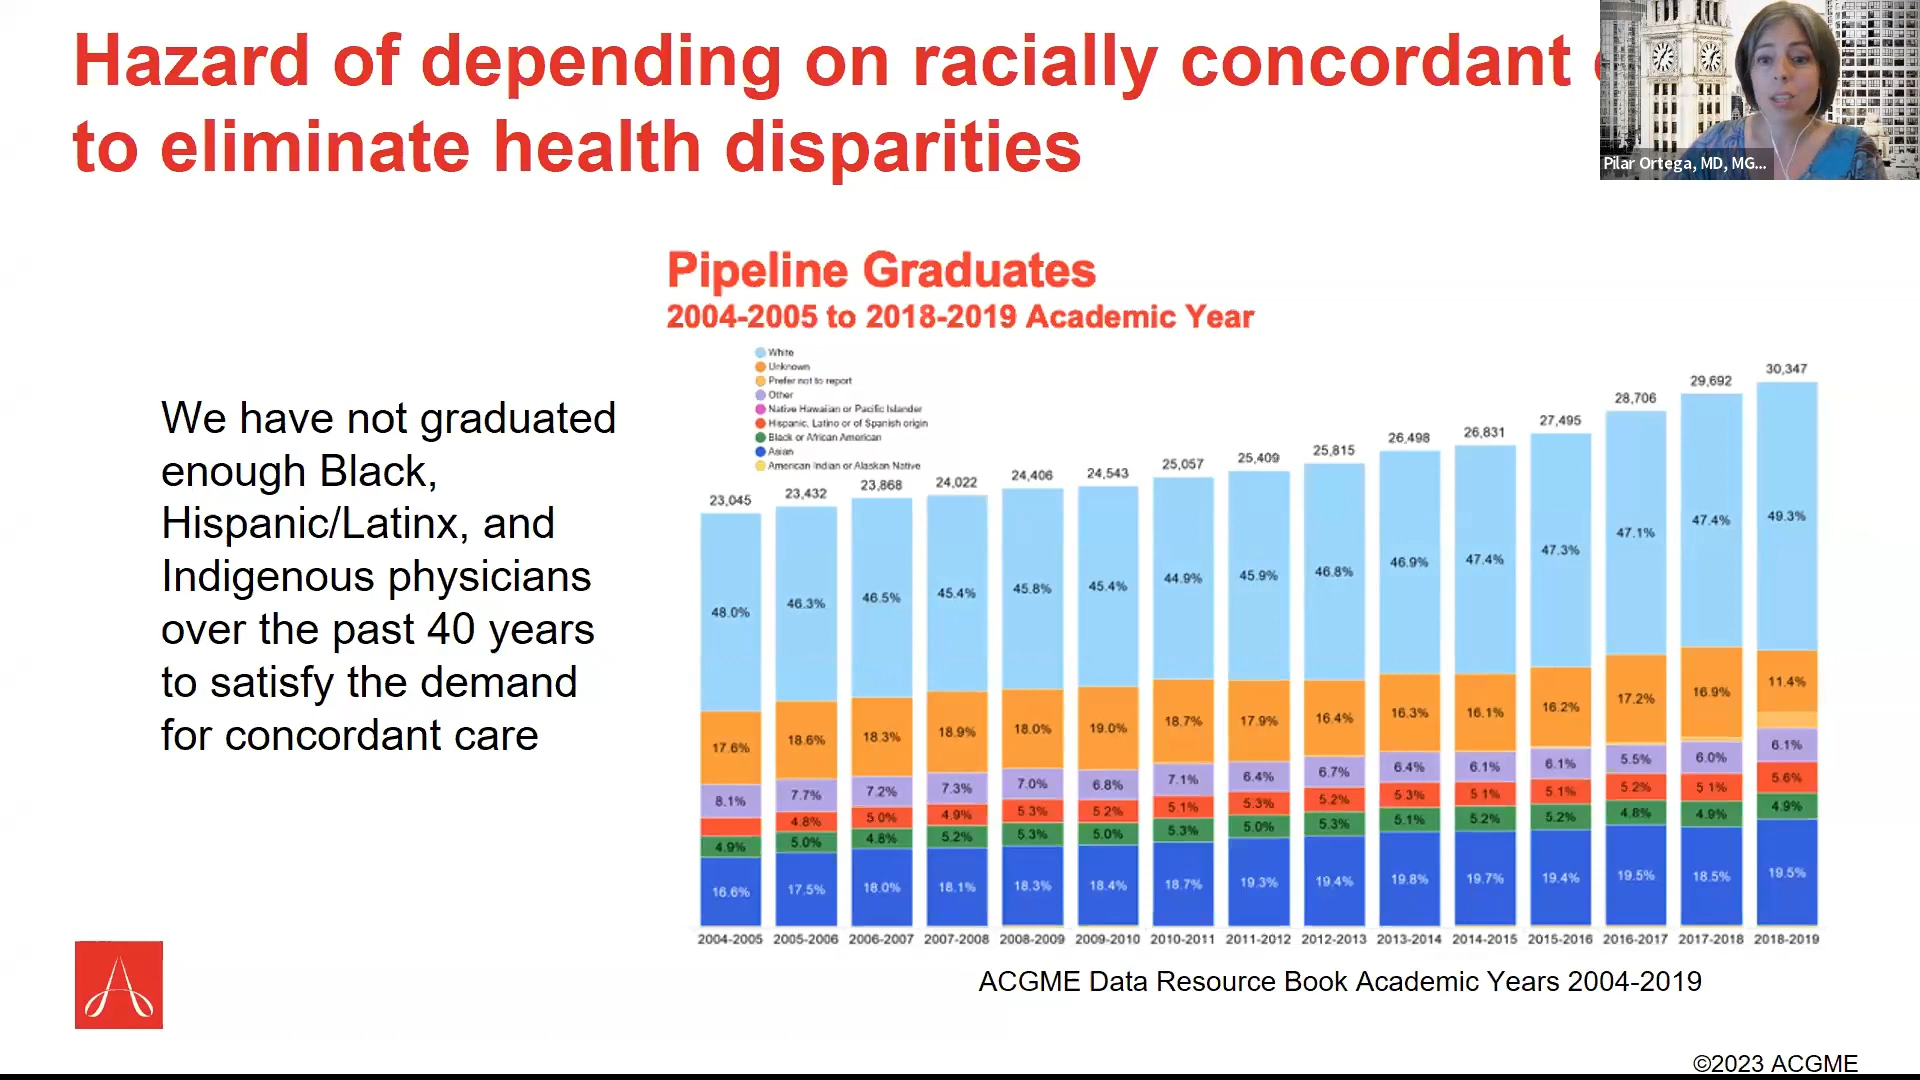 Hazard of depending on racially concordant
to eliminate health disparities
Pilar Ortega, MD, MG...
Pipeline Graduates
2004-2005 to 2018-2019 Academic Year
White
Unknown
Prefer not to report
Other
Native Hawaiian or Pacific Islander
Hispanic, Latino or of Spanish origin
Black or African American
Asian
American Indian or Alaskan Native
We have not graduated
enough Black,
Hispanic/Latinx, and
Indigenous physicians
over the past 40 years
to satisfy the demand
for concordant care
23,045 23,432 23,868 24,022 24,406 24,543 25,057 25,409 25,815 26,498 26,831 27,495 28,706 29,692 30,347
48.0% 46.3% 46.5% 45.4% 45.8% 45.4% 44.9% 45.9% 46.8% 46.9% 47.4% 47.3% 47.1% 47.4% 49.3%
17.6% 18.6% 18.3% 18.9% 18.0% 19.0% 18.7% 17.9% 16.4% 16.3% 16.1% 16.2% 17.2% 16.9% 11.4%
8.1% 7.7% 7.2% 7.3% 7.0% 6.8% 7.1% 6.4% 6.7% 6.4% 6.1% 6.1% 5.5% 6.0% 6.1%
4.8% 5.0% 4.9% 5.3% 5.2% 5.1% 5.3% 5.2% 5.3% 5.1% 5.1% 5.2% 5.1% 5.6%
4.9% 5.0% 4.8% 5.2% 5.3% 5.0% 5.3% 5.0% 5.3% 5.1% 5.2% 5.2% 4.8% 4.9% 4.9%
16.6% 17.5% 18.0% 18.1% 18.3% 18.4% 18.7% 19.3% 19.4% 19.8% 19.7% 19.4% 19.5% 18.5% 19.5%
2004-2005 2005-2006 2006-2007 2007-2008 2008-2009 2009-2010 2010-2011 2011-2012 2012-2013 2013-2014 2014-2015 2015-2016 2016-2017 2017-2018 2018-2019
ACGME Data Resource Book Academic Years 2004-2019
©2023 ACGME